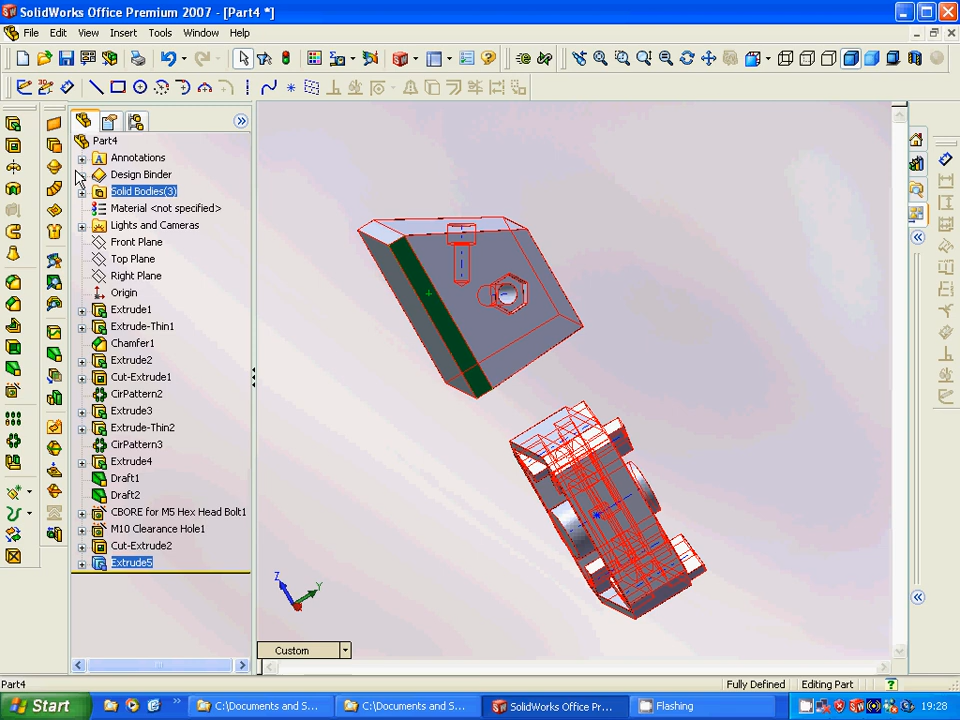 SolidWorks Office Premium 2007 - [Part4 *]
File Edit View Insert Tools Window Help
Part4
Annotations
Design Binder
Solid Bodies(3)
Material <not specified>
Lights and Cameras
Front Plane
Top Plane
Right Plane
Origin
Extrude1
Extrude-Thin1
Chamfer1
Extrude2
Cut-Extrude1
CirPattern2
Extrude3
Extrude-Thin2
CirPattern3
Extrude4
Draft1
Draft2
CBORE for M5 Hex Head Bolt1
M10 Clearance Hole1
Cut-Extrude2
Extrude5
Z
Y
Custom
Part4
Fully Defined
Editing Part
Start
C:\Documents and S...
C:\Documents and S...
SolidWorks Office Pr...
Flashing
19:28